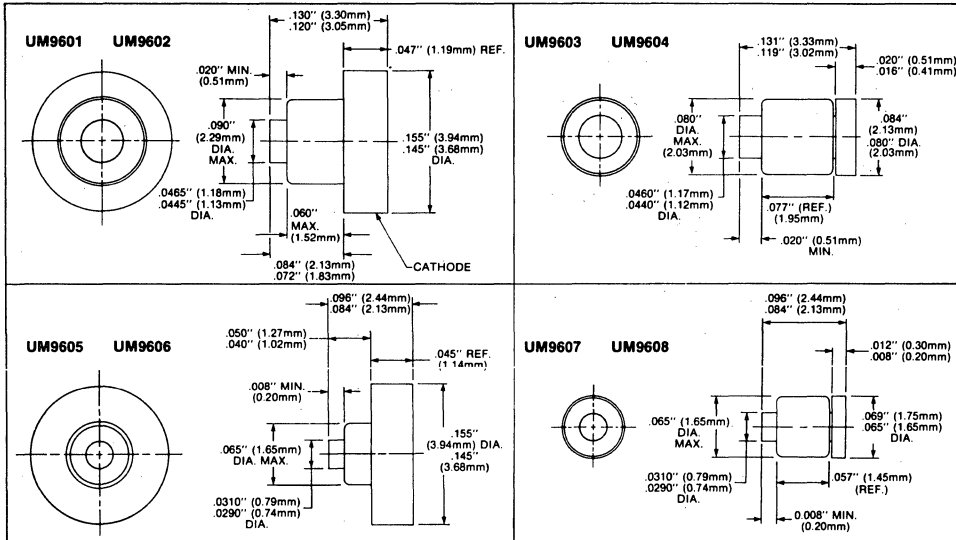 UM9601 UM9602
.130'' (3.30mm)
.120'' (3.05mm)
.047'' (1.19mm) REF.
.020'' MIN.
(0.51mm)
.090''
(2.29mm)
DIA.
MAX.
.155'' (3.94mm)
.145'' (3.68mm)
DIA.
.0465'' (1.18mm)
.0445'' (1.13mm)
DIA.
.060''
MAX.
(1.52mm)
.084'' (2.13mm)
.072'' (1.83mm)
CATHODE
UM9603 UM9604
.131'' (3.33mm)
.119'' (3.02mm)
.020'' (0.51mm)
.016'' (0.41mm)
.080''
DIA.
MAX.
(2.03mm)
.084''
(2.13mm)
.080'' DIA.
(2.03mm)
.0460'' (1.17mm)
.0440'' (1.12mm)
DIA.
.077'' (REF.)
(1.95mm)
.020'' (0.51mm)
MIN.
UM9605 UM9606
.096'' (2.44mm)
.084'' (2.13mm)
.050'' (1.27mm)
.040'' (1.02mm)
.045'' REF.
(1.14mm)
.008'' MIN.
(0.20mm)
.065'' (1.65mm)
DIA. MAX.
.155''
(3.94mm) DIA.
.145''
(3.68mm)
.0310'' (0.79mm)
.0290'' (0.74mm)
DIA.
UM9607 UM9608
.096'' (2.44mm)
.084'' (2.13mm)
.012'' (0.30mm)
.008'' (0.20mm)
.065'' (1.65mm)
DIA.
MAX.
.069'' (1.75mm)
.065'' (1.65mm)
DIA.
.0310'' (0.79mm)
.0290'' (0.74mm)
DIA.
.057'' (1.45mm)
(REF.)
0.008'' MIN.
(0.20mm)